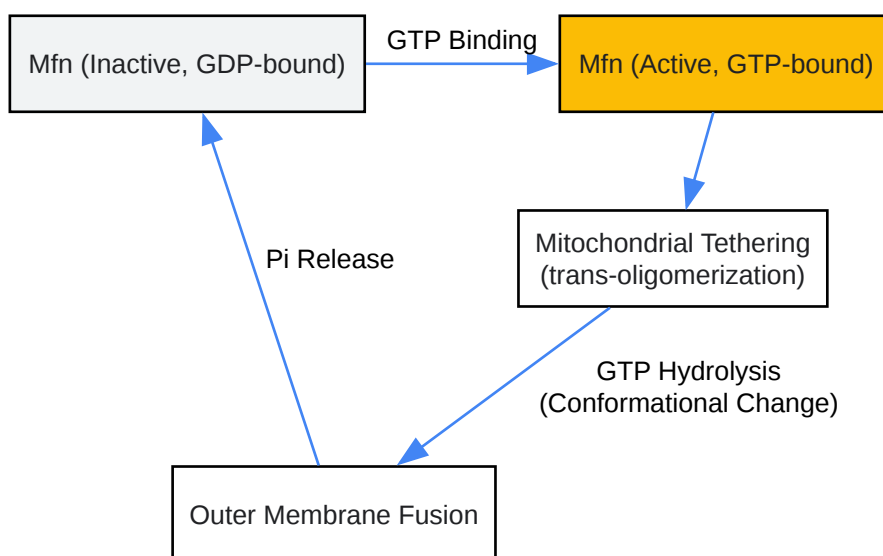 Mfn (Inactive, GDP-bound)
GTP Binding
Mfn (Active, GTP-bound)
Mitochondrial Tethering
(trans-oligomerization)
Pi Release
GTP Hydrolysis
(Conformational Change)
Outer Membrane Fusion